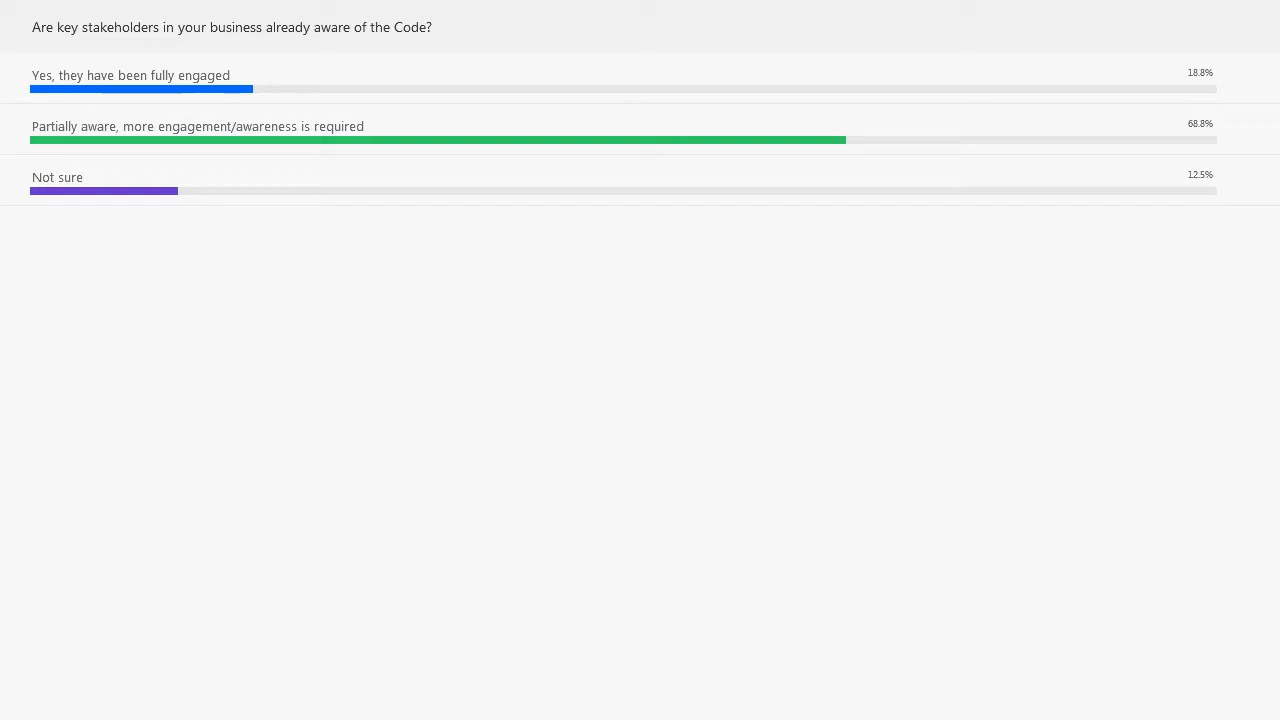 Are key stakeholders in your business already aware of the Code?
Yes, they have been fully engaged
18.8%
Partially aware, more engagement/awareness is required
68.8%
Not sure
12.5%